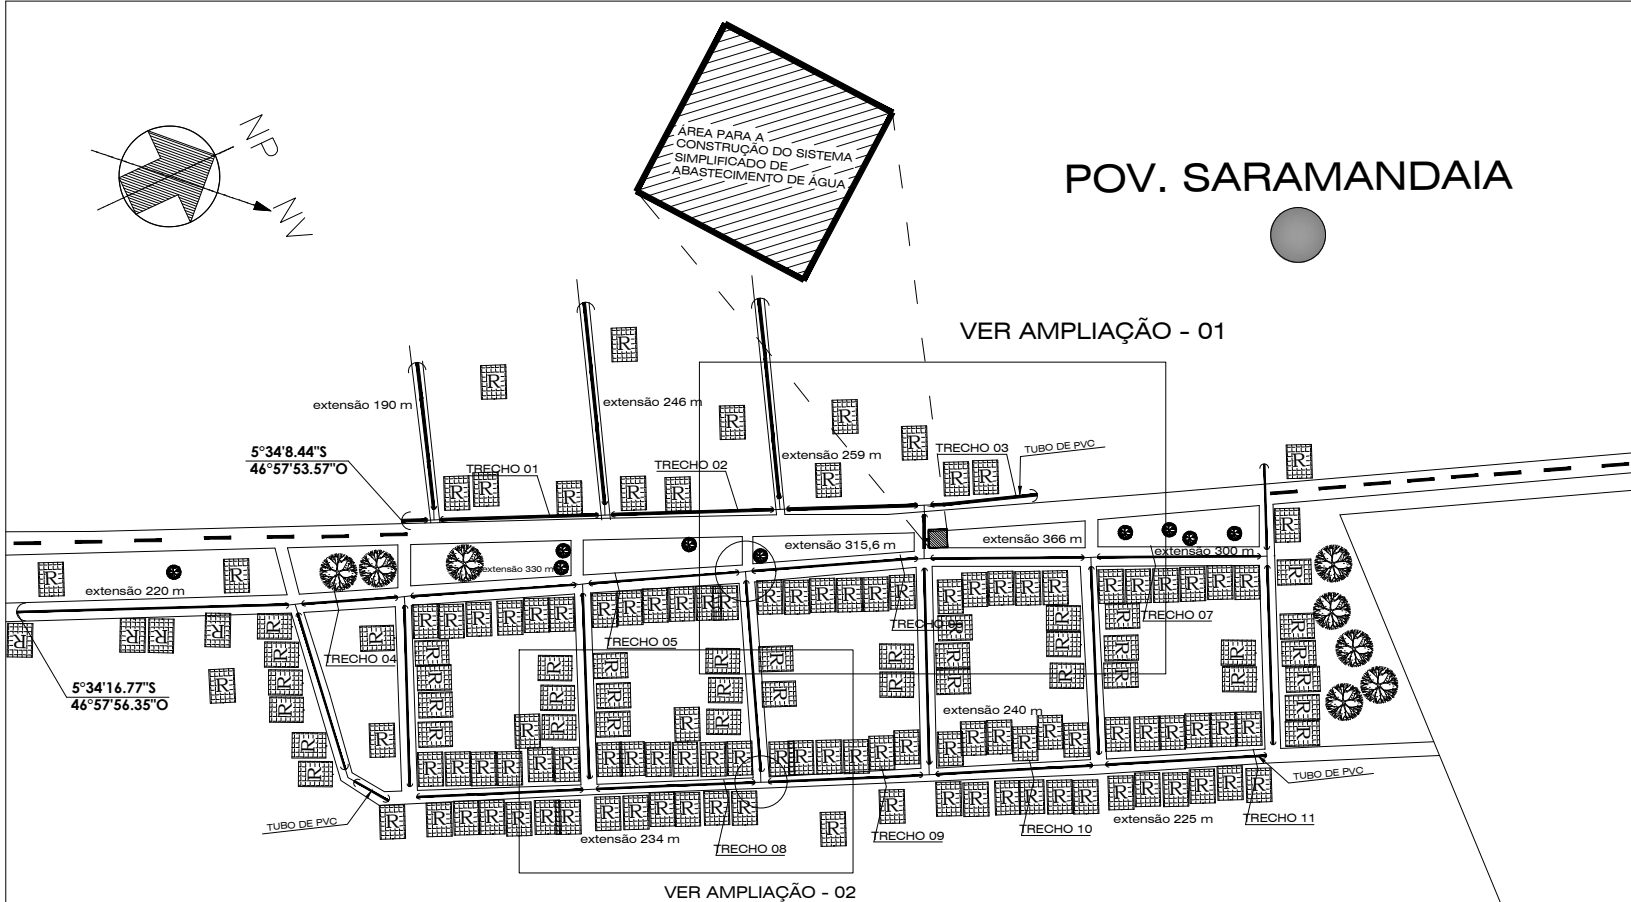 NP
NV
ÁREA PARA A
CONSTRUÇÃO DO SISTEMA
SIMPLIFICADO DE
ABASTECIMENTO DE ÁGUA
POV. SARAMANDAIA
VER AMPLIAÇÃO - 01
extensão 190 m
extensão 246 m
extensão 259 m
5°34'8.44"S
46°57'53.57"O
TRECHO 01
TRECHO 02
TRECHO 03
TUBO DE PVC
extensão 315,6 m
extensão 366 m
extensão 300 m
extensão 330 m
extensão 220 m
TRECHO 04
TRECHO 05
TRECHO 07
5°34'16.77"S
46°57'56.35"O
extensão 240 m
TUBO DE PVC
TUBO DE PVC
extensão 234 m
TRECHO 08
TRECHO 09
TRECHO 10
extensão 225 m
TRECHO 11
VER AMPLIAÇÃO - 02